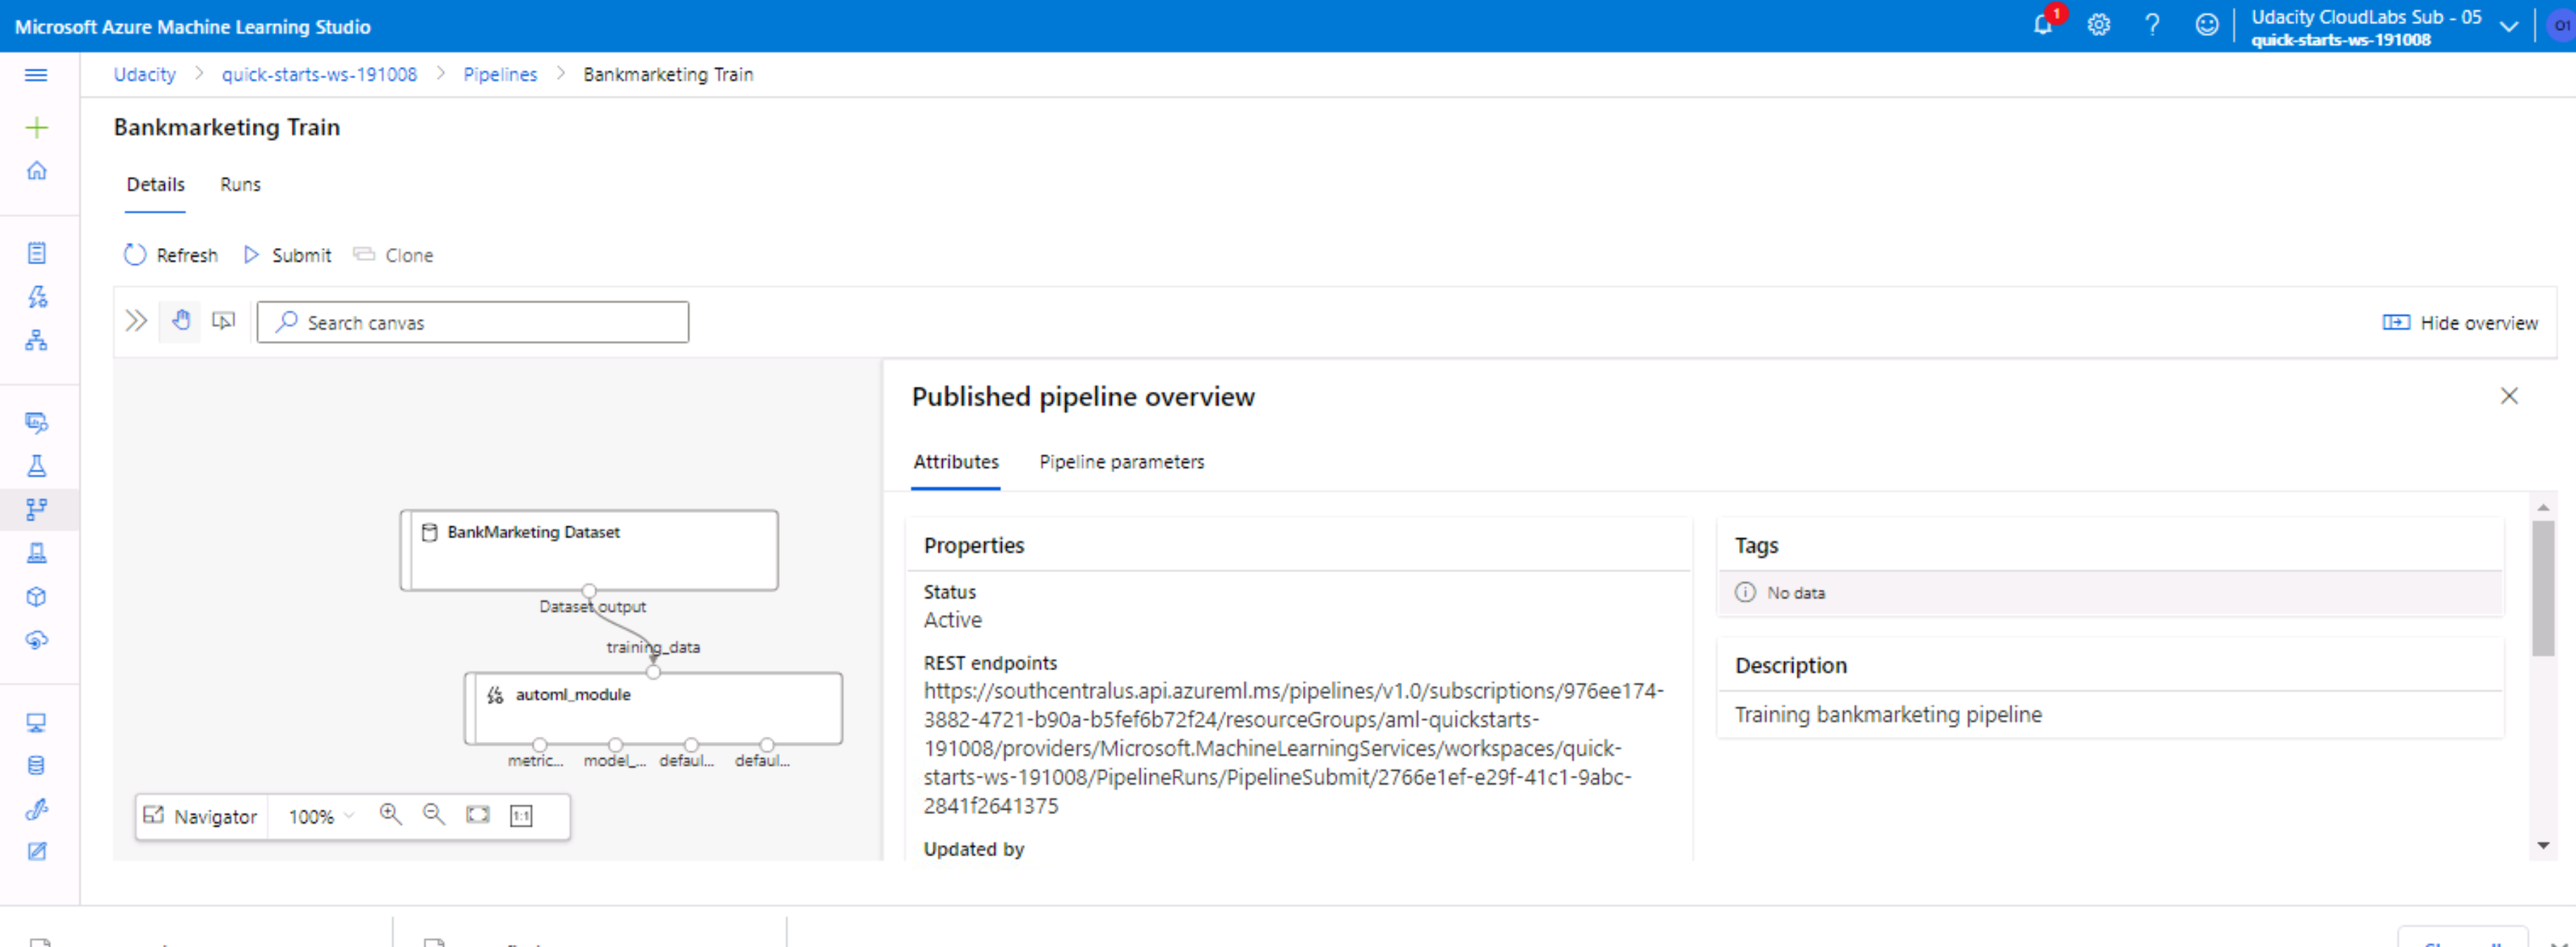 Microsoft Azure Machine Learning Studio
1
Udacity CloudLabs Sub - 05
quick-starts-ws-191008
O1
Udacity > quick-starts-ws-191008 > Pipelines > Bankmarketing Train
Bankmarketing Train
Details Runs
Refresh Submit Clone
Search canvas
Hide overview
BankMarketing Dataset
Dataset output
training_data
automl_module
metric... model_... defaul... defaul...
Navigator 100% 1:1
Published pipeline overview
Attributes Pipeline parameters
Properties
Status
Active
REST endpoints
https://southcentralus.api.azureml.ms/pipelines/v1.0/subscriptions/976ee174-
3882-4721-b90a-b5fef6b72f24/resourceGroups/aml-quickstarts-
191008/providers/Microsoft.MachineLearningServices/workspaces/quick-
starts-ws-191008/PipelineRuns/PipelineSubmit/2766e1ef-e29f-41c1-9abc-
2841f2641375
Updated by
Tags
No data
Description
Training bankmarketing pipeline